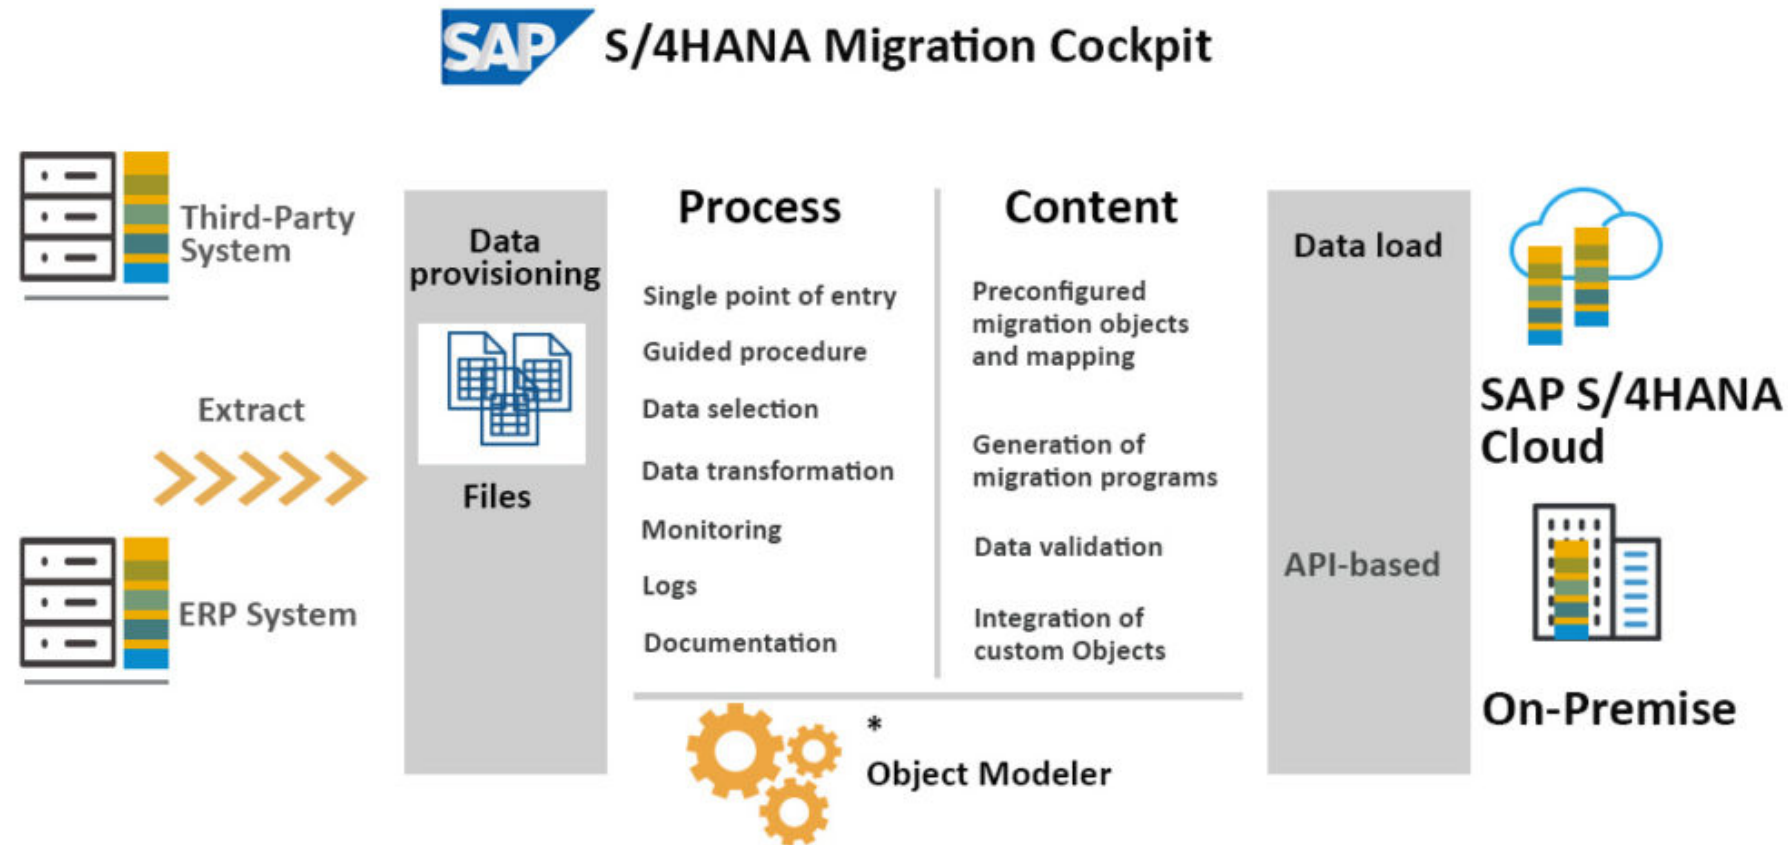 SAP S/4HANA Migration Cockpit
Third-Party
System
Extract
ERP System
Data
provisioning
Files
Process
Single point of entry
Guided procedure
Data selection
Data transformation
Monitoring
Logs
Documentation
Content
Preconfigured
migration objects
and mapping
Generation of
migration programs
Data validation
Integration of
custom Objects
*
Object Modeler
Data load
API-based
SAP S/4HANA
Cloud
On-Premise